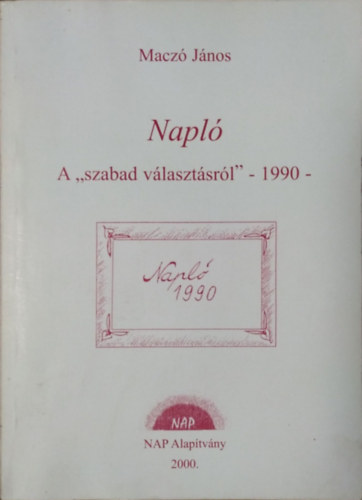 Maczó János
Napló
A „szabad választásról" - 1990 -
Napló
1990
NAP
NAP Alapítvány
2000.